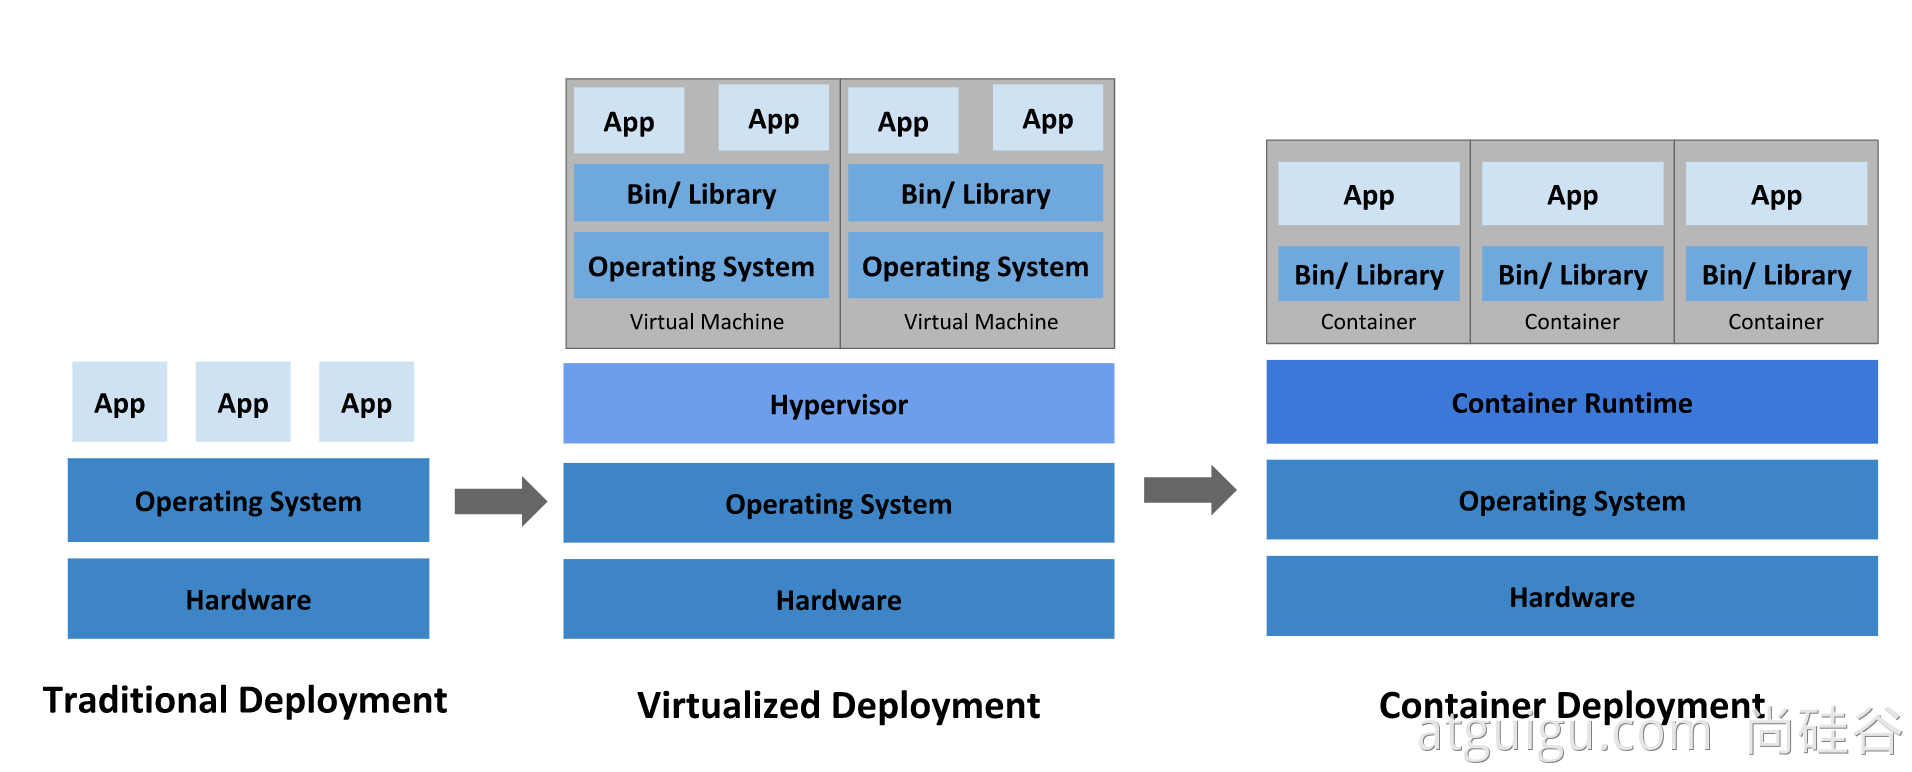 App App App
Operating System
Hardware
Traditional Deployment
App App App App
Bin/ Library Bin/ Library
Operating System Operating System
Virtual Machine Virtual Machine
Hypervisor
Operating System
Hardware
Virtualized Deployment
App App App
Bin/ Library Bin/ Library Bin/ Library
Container Container Container
Container Runtime
Operating System
Hardware
Container Deployment
atguigu.com 尚硅谷